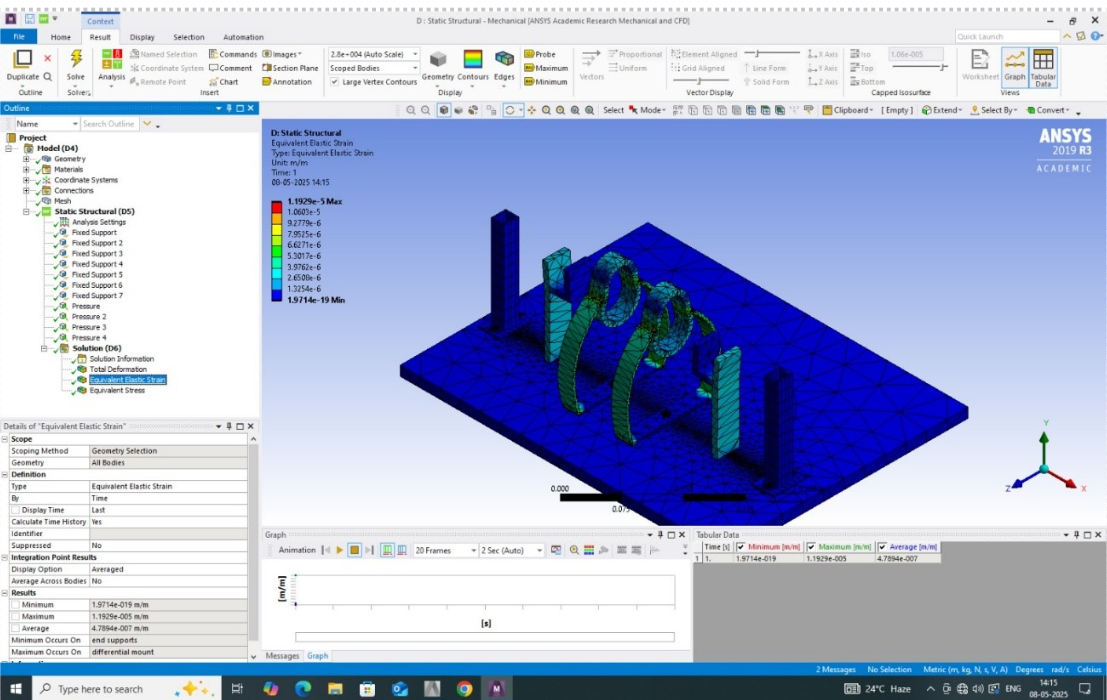 D : Static Structural - Mechanical [ANSYS Academic Research Mechanical and CFD]
Context
File Home Result Display Selection Automation
Quick Launch
Duplicate
Outline
Solve
Solve
Analysis
Named Selection
Coordinate System
Remote Point
Commands
Comment
Chart
Images
Section Plane
Annotation
Insert
2.8e+004 (Auto Scale)
Scoped Bodies
Large Vertex Contours
Geometry Contours Edges
Display
Probe
Maximum
Minimum
Vectors
Proportional
Uniform
Element Aligned
Grid Aligned
Line Form
Solid Form
X Axis
Y Axis
Z Axis
Vector Display
Iso
Top
Bottom
1.06e-005
Capped Isosurface
Worksheet Graph Tabular Data
Views
Select Mode Clipboard [ Empty ] Extend Select By Convert
Outline
Name Search Outline
Project
Model (D4)
Geometry
Materials
Coordinate Systems
Connections
Mesh
Static Structural (D5)
Analysis Settings
Fixed Support
Fixed Support 2
Fixed Support 3
Fixed Support 4
Fixed Support 5
Fixed Support 6
Fixed Support 7
Pressure
Pressure 2
Pressure 3
Pressure 4
Solution (D6)
Solution Information
Total Deformation
Equivalent Elastic Strain
Equivalent Stress
D: Static Structural
Equivalent Elastic Strain
Type: Equivalent Elastic Strain
Unit: m/m
Time: 1
08-05-2025 14:15
1.1929e-5 Max
1.0603e-5
9.2779e-6
7.9525e-6
6.6271e-6
5.3017e-6
3.9762e-6
2.6508e-6
1.3254e-6
1.9714e-19 Min
ANSYS
2019 R3
ACADEMIC
0.000
0.075
Y
Z
X
Details of "Equivalent Elastic Strain"
Scope
Scoping Method Geometry Selection
Geometry All Bodies
Definition
Type Equivalent Elastic Strain
By Time
Display Time Last
Calculate Time History Yes
Identifier
Suppressed No
Integration Point Results
Display Option Averaged
Average Across Bodies No
Results
Minimum 1.9714e-019 m/m
Maximum 1.1929e-005 m/m
Average 4.7894e-007 m/m
Minimum Occurs On end supports
Maximum Occurs On differential mount
Graph
Animation 20 Frames 2 Sec (Auto)
[m/m]
[s]
Messages Graph
Tabular Data
Time [s] Minimum [m/m] Maximum [m/m] Average [m/m]
1 1. 1.9714e-019 1.1929e-005 4.7894e-007
2 Messages No Selection Metric (m, kg, N, s, V, A) Degrees rad/s Celsius
Type here to search
24°C Haze
ENG
14:15
08-05-2025